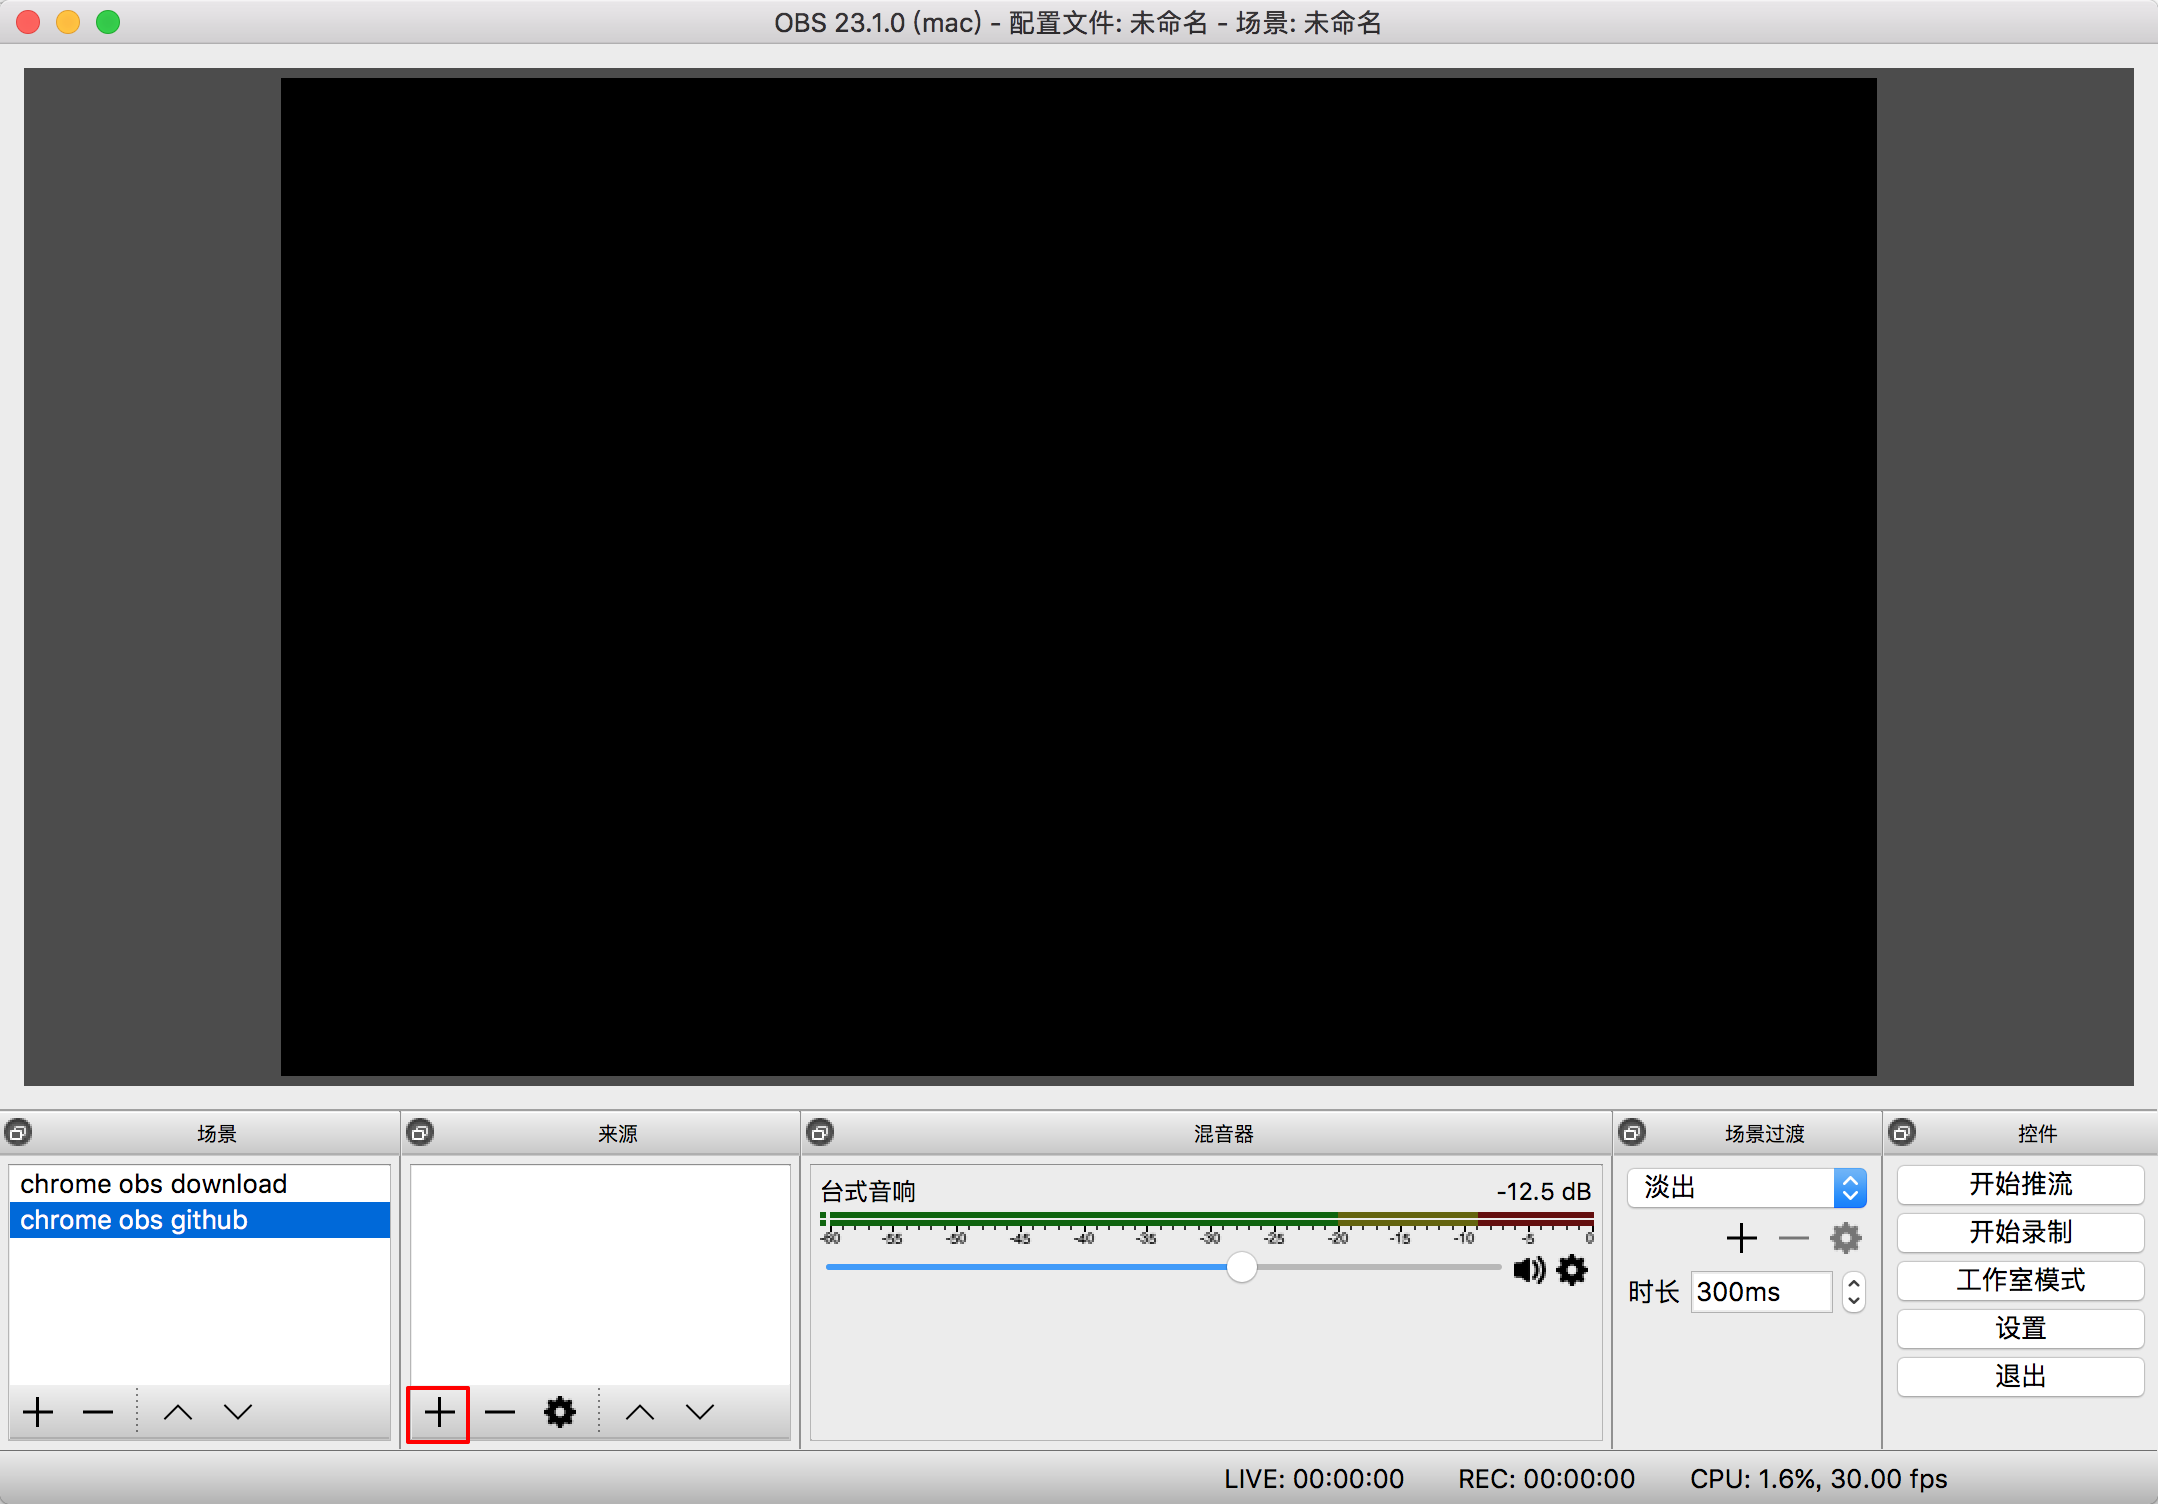 OBS 23.1.0 (mac) - 配置文件: 未命名 - 场景: 未命名
场景
chrome obs download
chrome obs github
来源
混音器
台式音响 -12.5 dB
-60 -55 -50 -45 -40 -35 -30 -25 -20 -15 -10 -5 0
场景过渡
淡出
时长 300ms
控件
开始推流
开始录制
工作室模式
设置
退出
LIVE: 00:00:00 REC: 00:00:00 CPU: 1.6%, 30.00 fps